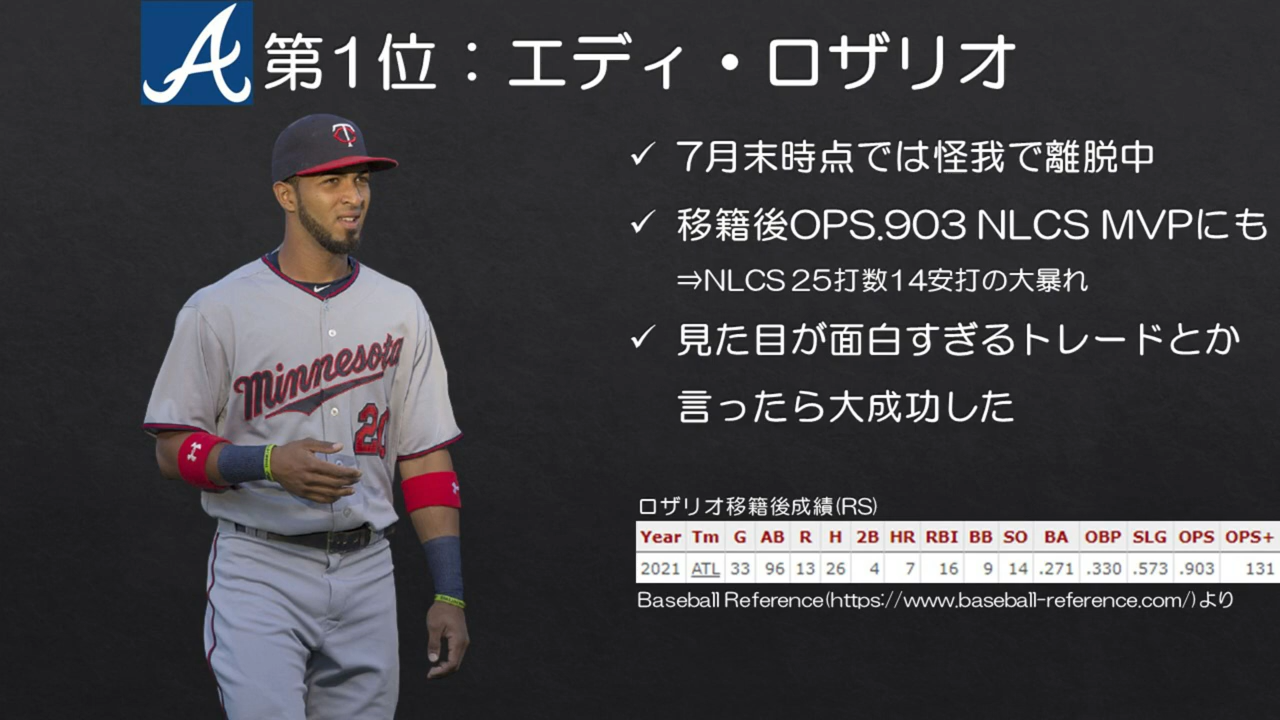 A 第1位：エディ・ロザリオ
T C
✓ 7月末時点では怪我で離脱中
✓ 移籍後OPS.903 NLCS MVPにも
⇒NLCS 25打数14安打の大暴れ
✓ 見た目が面白すぎるトレードとか
言ったら大成功した
Minnesota
20
ロザリオ移籍後成績(RS)
Year Tm G AB R H 2B HR RBI BB SO BA OBP SLG OPS OPS+
2021 ATL 33 96 13 26 4 7 16 9 14 .271 .330 .573 .903 131
Baseball Reference(https://www.baseball-reference.com/)より